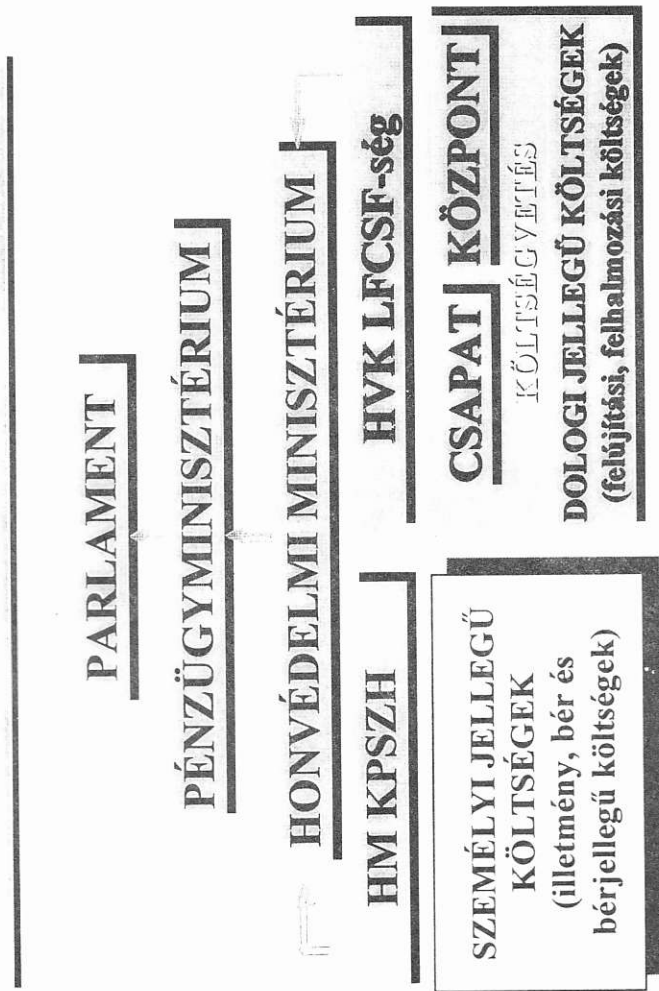 PARLAMENT
PÉNZÜGYMINISZTÉRIUM
HONVÉDELMI MINISZTÉRIUM
HM KPSZH
HVK LFCSF-ség
SZEMÉLYI JELLEGŰ
KÖLTSÉGEK
(illetmény, bér és
bérjellegű költségek)
CSAPAT
KÖZPONT
KÖLTSÉGVETÉS
DOLOGI JELLEGŰ KÖLTSÉGEK
(felújítási, felhalmozási költségek)